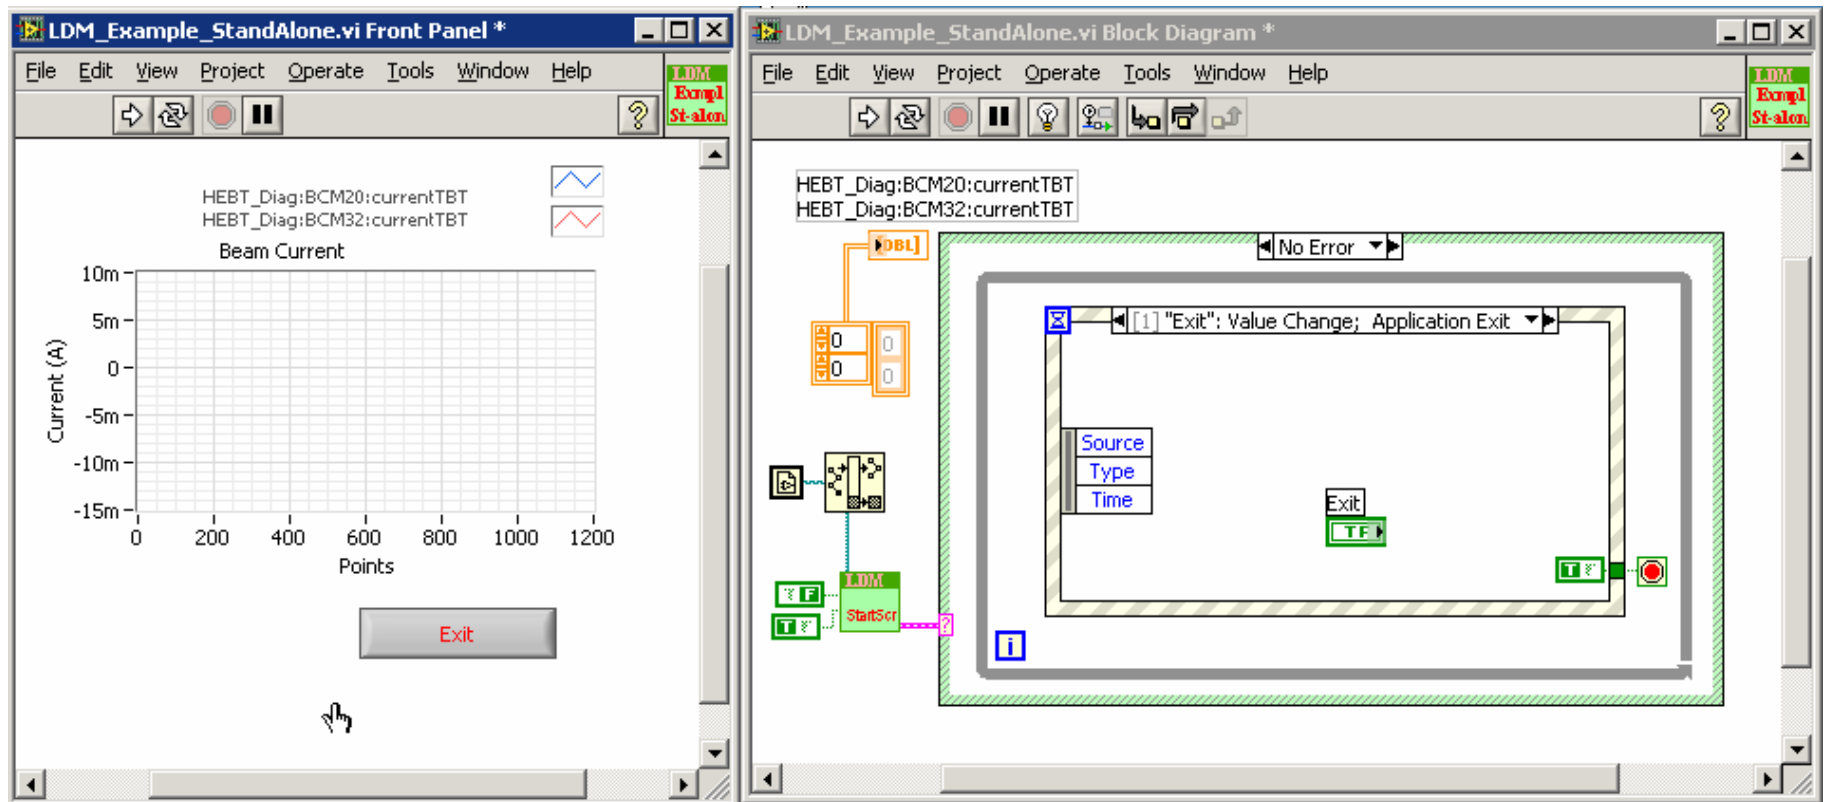 LDM_Example_StandAlone.vi Front Panel *
File Edit View Project Operate Tools Window Help
LDM
Exmpl
St-alon
HEBT_Diag:BCM20:currentTBT
HEBT_Diag:BCM32:currentTBT
Beam Current
Current (A)
10m
5m
0
-5m
-10m
-15m
0 200 400 600 800 1000 1200
Points
Exit
LDM_Example_StandAlone.vi Block Diagram *
File Edit View Project Operate Tools Window Help
LDM
Exmpl
St-alon
HEBT_Diag:BCM20:currentTBT
HEBT_Diag:BCM32:currentTBT
DBL]
No Error
[1] "Exit": Value Change; Application Exit
0 0
0 0
Source
Type
Time
Exit
TF
T
LDM
StartScr
F
T
?
i